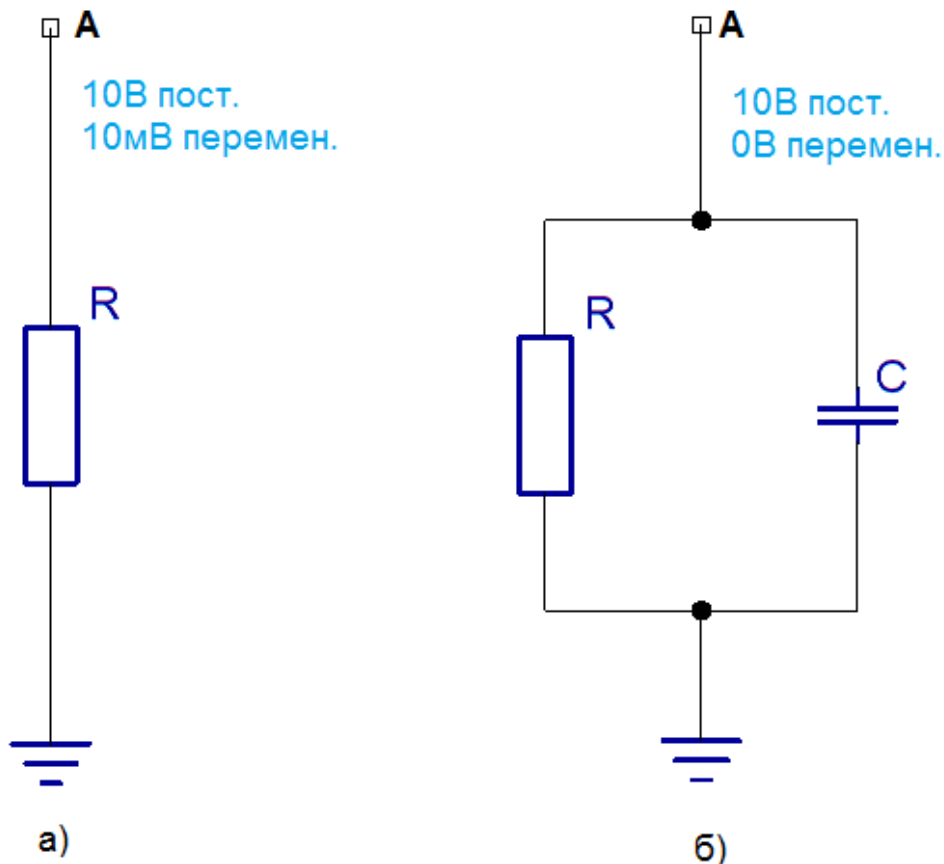 A
10В пост.
10мВ перемен.
R
а)
A
10В пост.
0В перемен.
R
C
б)